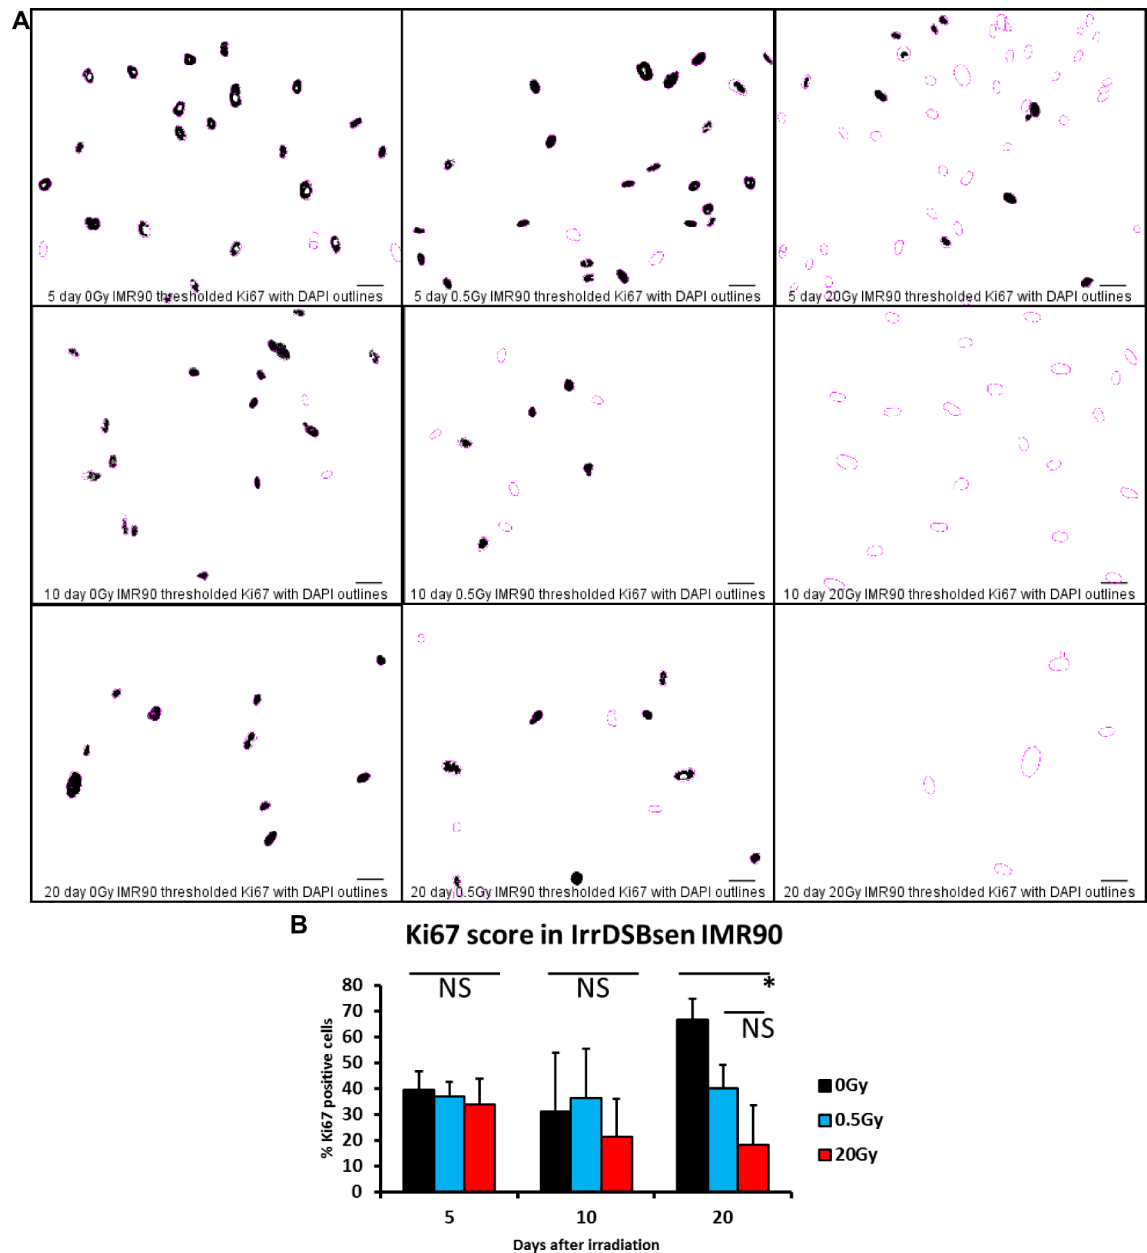 A
5 day 0Gy IMR90 thresholded Ki67 with DAPI outlines
5 day 0.5Gy IMR90 thresholded Ki67 with DAPI outlines
5 day 20Gy IMR90 thresholded Ki67 with DAPI outlines
10 day 0Gy IMR90 thresholded Ki67 with DAPI outlines
10 day 0.5Gy IMR90 thresholded Ki67 with DAPI outlines
10 day 20Gy IMR90 thresholded Ki67 with DAPI outlines
20 day 0Gy IMR90 thresholded Ki67 with DAPI outlines
20 day 0.5Gy IMR90 thresholded Ki67 with DAPI outlines
20 day 20Gy IMR90 thresholded Ki67 with DAPI outlines
B
Ki67 score in IrrDSBsen IMR90
% Ki67 positive cells
80
70
60
50
40
30
20
10
0
NS
NS
*
NS
0Gy
0.5Gy
20Gy
5 10 20
Days after irradiation